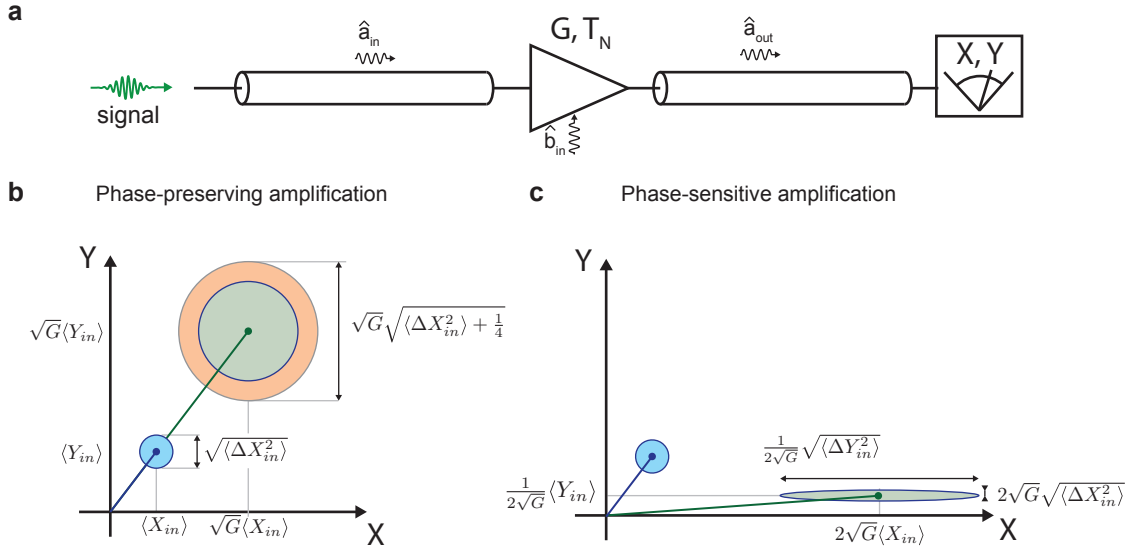 a
â_in
G, T_N
â_out
X, Y
signal
b̂_in
b Phase-preserving amplification
c Phase-sensitive amplification
Y
√G⟨Y_in⟩
√G√(⟨ΔX²_in⟩ + 1/4)
⟨Y_in⟩
√⟨ΔX²_in⟩
⟨X_in⟩
√G⟨X_in⟩
X
Y
1/(2√G) √⟨ΔY²_in⟩
1/(2√G) ⟨Y_in⟩
2√G√⟨ΔX²_in⟩
2√G⟨X_in⟩
X